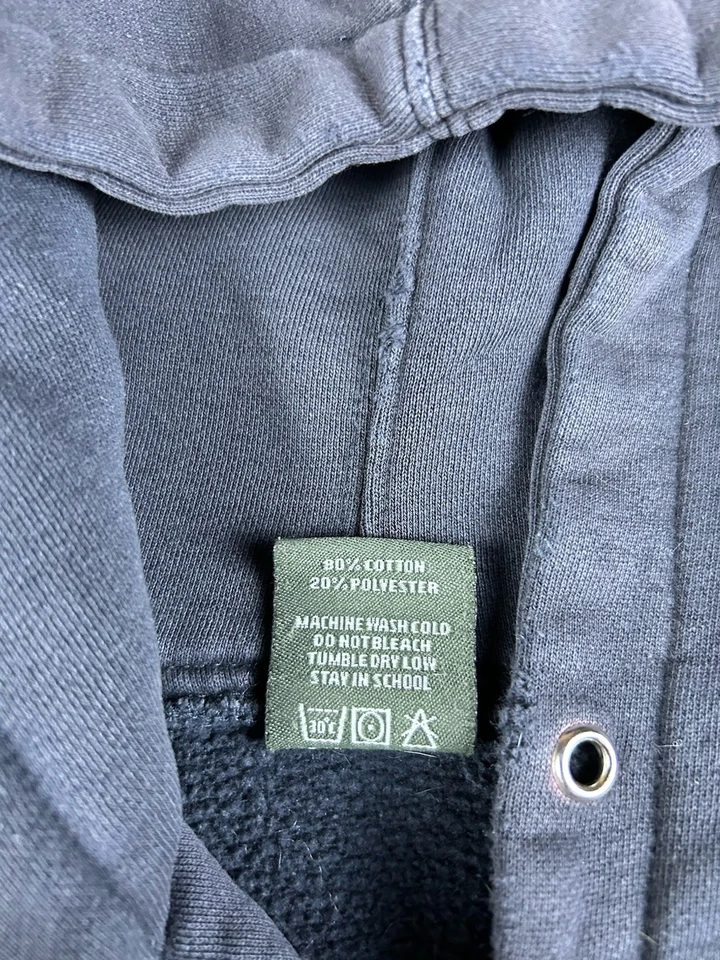 80% COTTON
20% POLYESTER
MACHINE WASH COLD
DO NOT BLEACH
TUMBLE DRY LOW
STAY IN SCHOOL
30°C